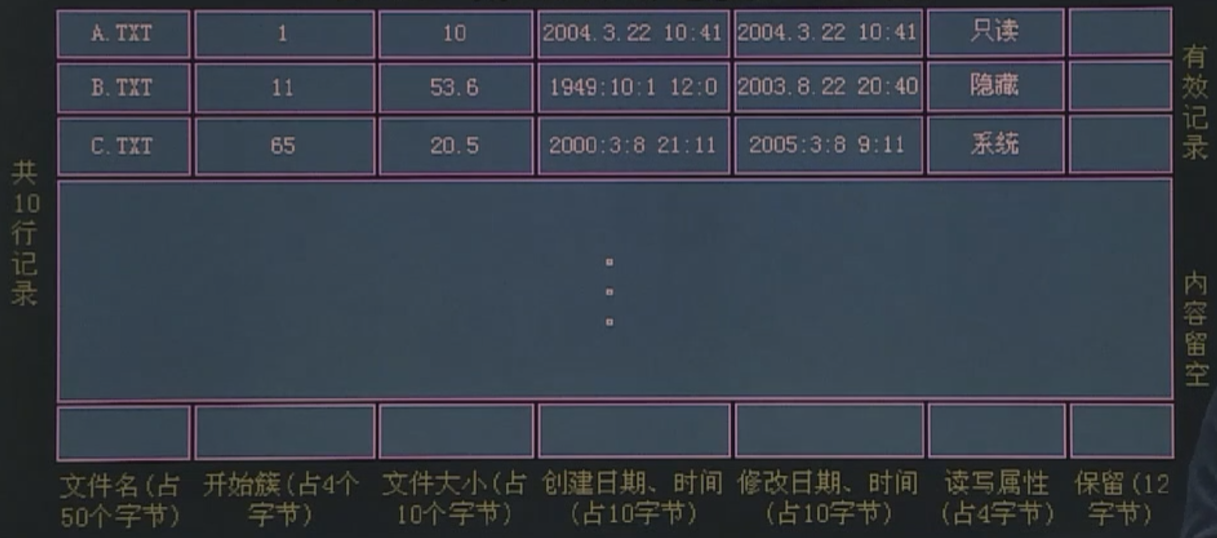 A.TXT 1 10 2004.3.22 10:41 2004.3.22 10:41 只读
B.TXT 11 53.6 1949:10:1 12:0 2003.8.22 20:40 隐藏
C.TXT 65 20.5 2000:3:8 21:11 2005:3:8 9:11 系统
共10行记录
有效记录
内容留空
文件名(占50个字节)
开始簇(占4个字节)
文件大小(占10个字节)
创建日期、时间(占10字节)
修改日期、时间(占10字节)
读写属性(占4字节)
保留(12字节)